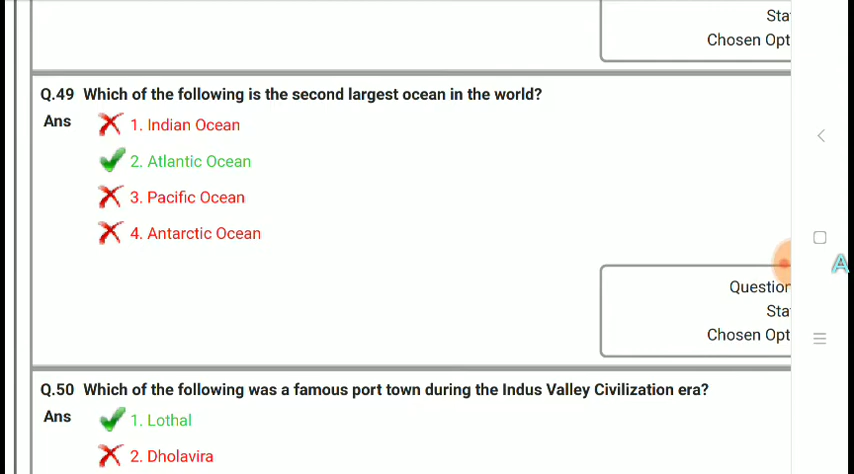 Sta
Chosen Opt
Q.49 Which of the following is the second largest ocean in the world?
Ans 1. Indian Ocean
2. Atlantic Ocean
3. Pacific Ocean
4. Antarctic Ocean
Question
Sta
Chosen Opt
Q.50 Which of the following was a famous port town during the Indus Valley Civilization era?
Ans 1. Lothal
2. Dholavira
A